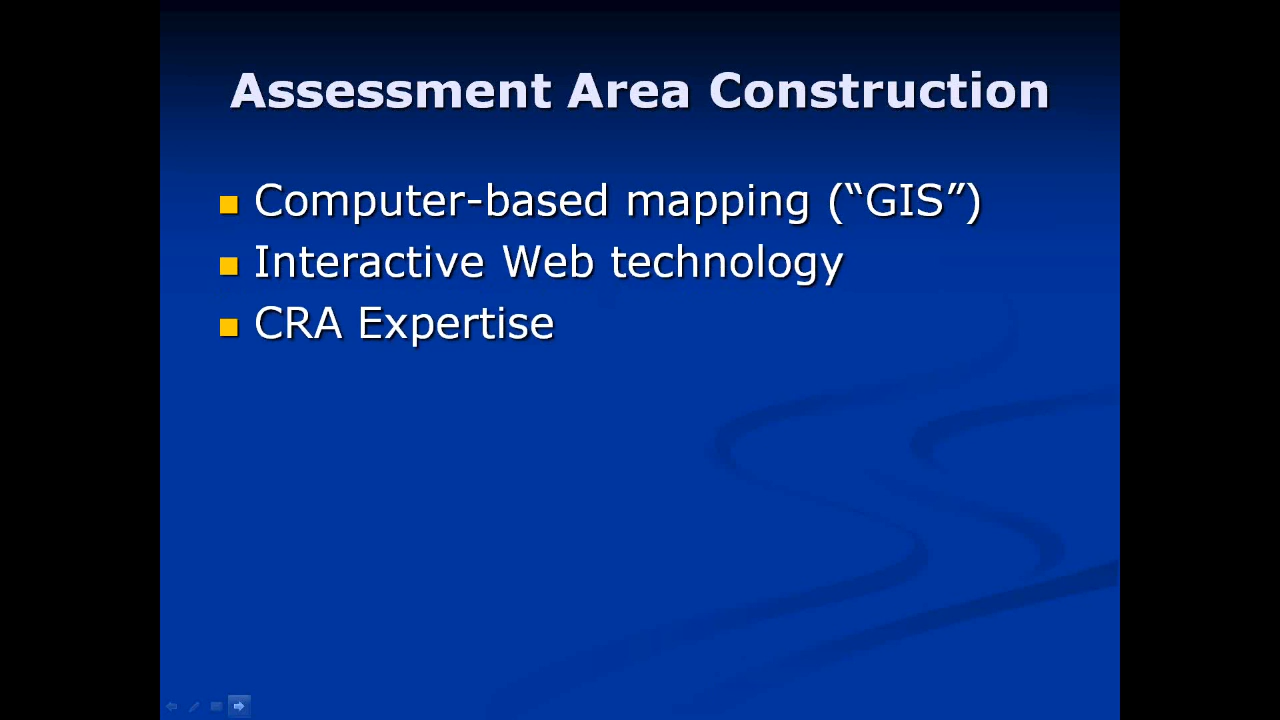 Assessment Area Construction
Computer-based mapping (“GIS”)
Interactive Web technology
CRA Expertise